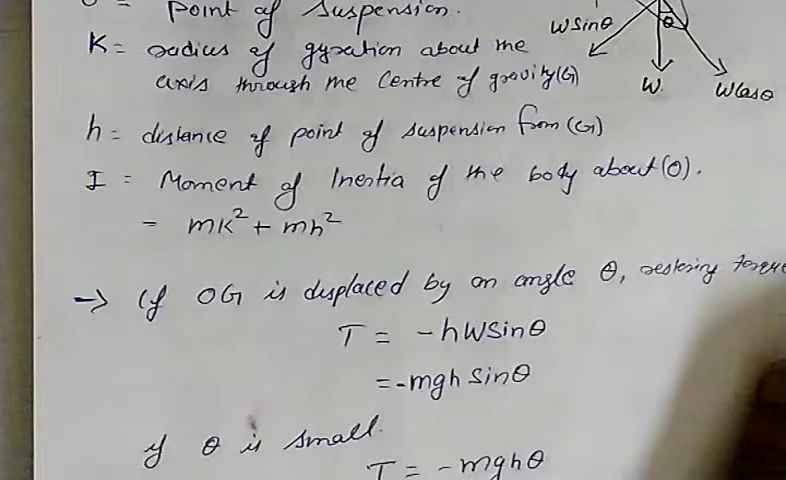 Point of Suspension.
K = radius of gyration about the
axis through the Centre of gravity(G)
WSinθ
θ
W.
WCosθ
h = distance of point of suspension from (G)
I = Moment of Inertia of the body about (O).
= mK² + mh²
→ If OG is displaced by an angle θ, restoring torque
T = -hWSinθ
= -mgh Sinθ
if θ is small.
T = -mghθ